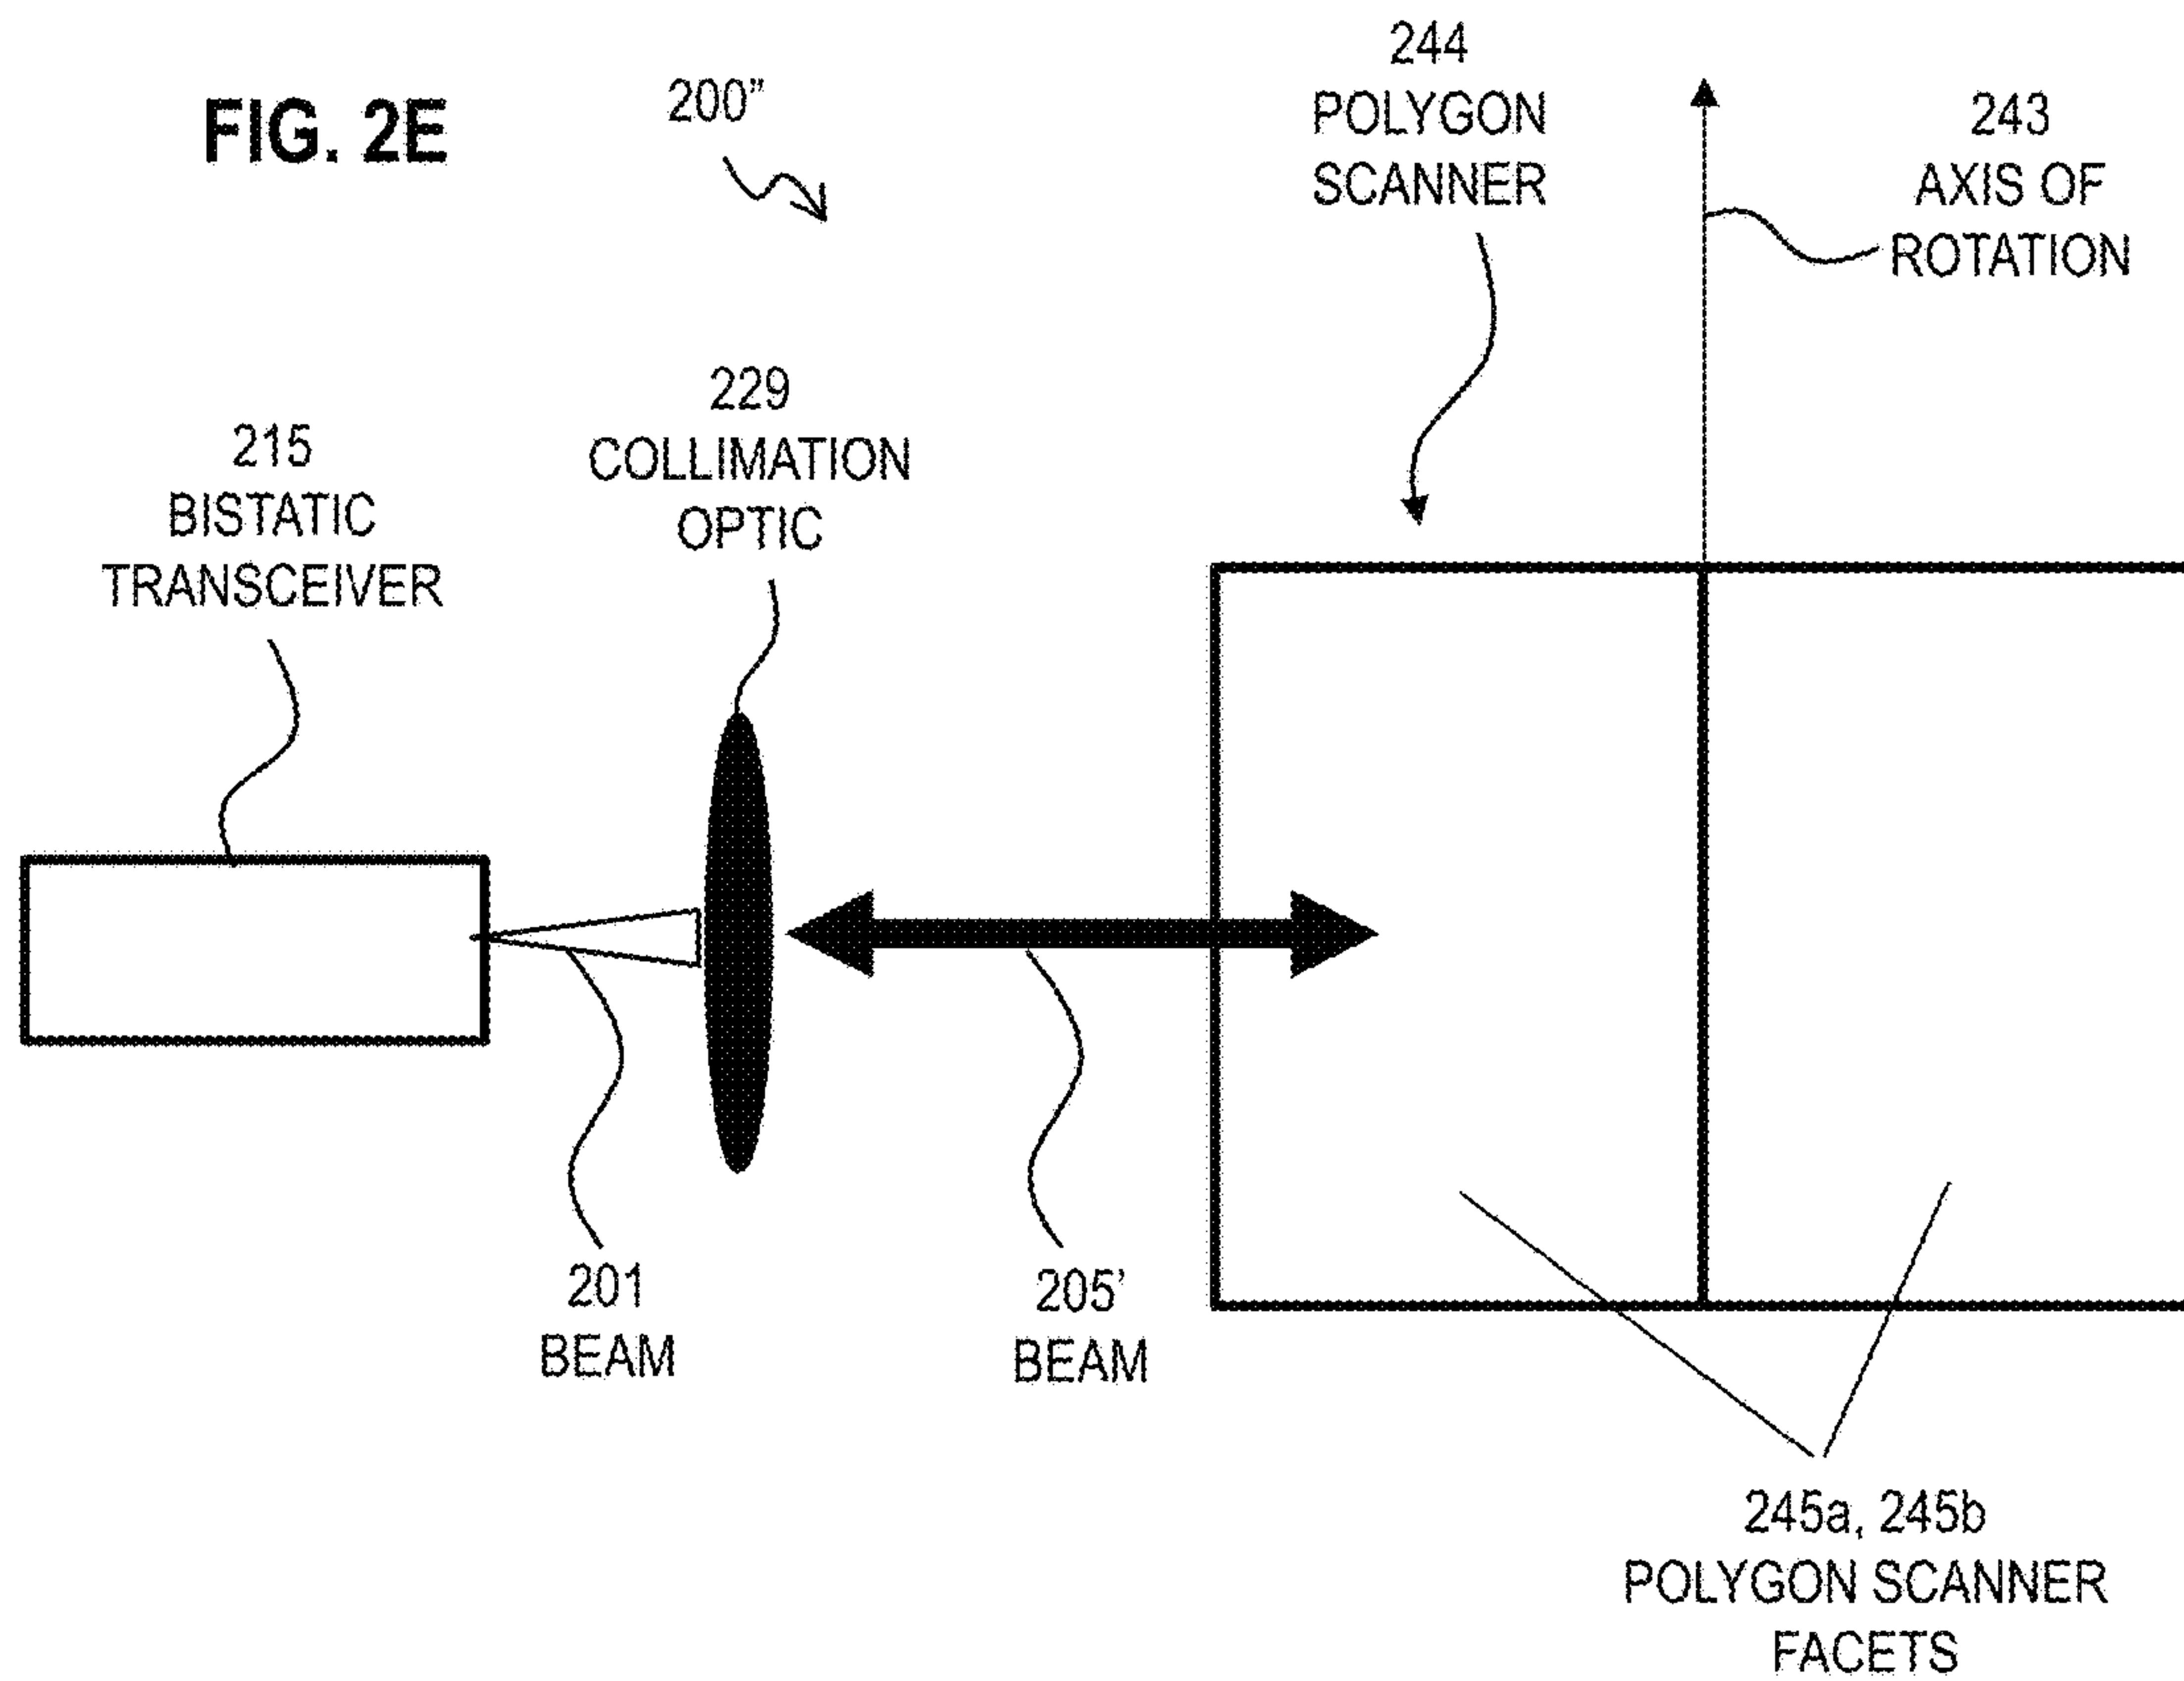 FIG. 2E
200”
244
POLYGON
SCANNER
243
AXIS OF
ROTATION
229
COLLIMATION
OPTIC
215
BISTATIC
TRANSCEIVER
201
BEAM
205’
BEAM
245a, 245b
POLYGON SCANNER
FACETS